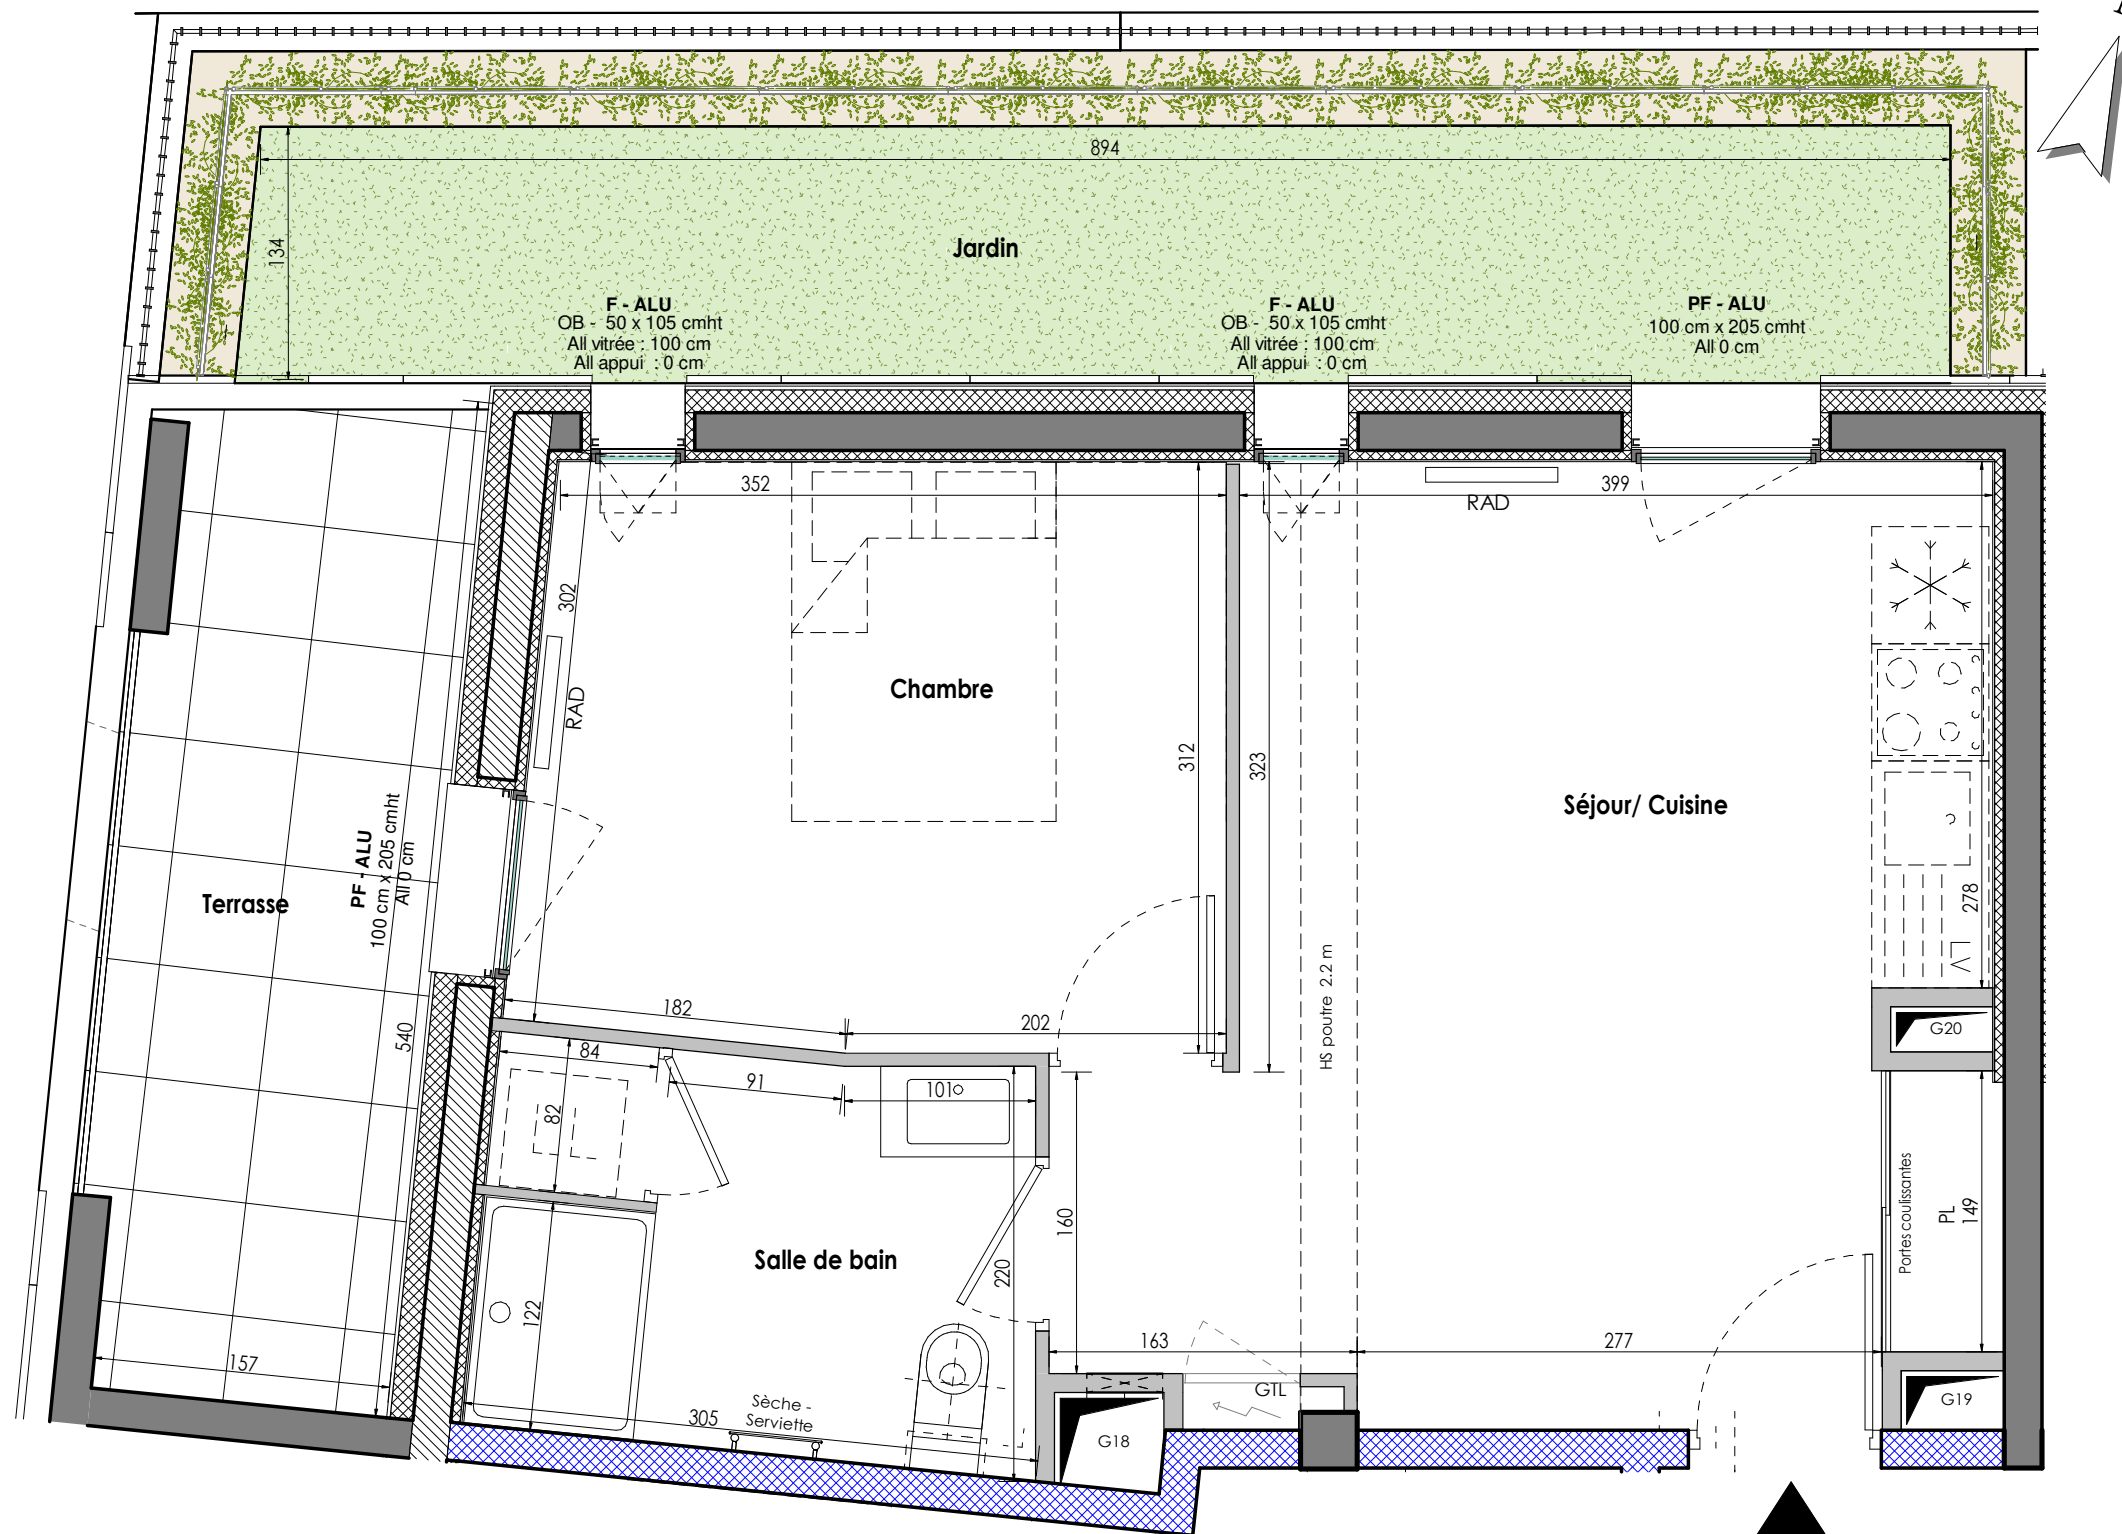 894
134
Jardin
F - ALU
OB - 50 x 105 cmht
All vitrée : 100 cm
All appui : 0 cm
F - ALU
OB - 50 x 105 cmht
All vitrée : 100 cm
All appui : 0 cm
PF - ALU
100 cm x 205 cmht
All 0 cm
352
399
RAD
302
RAD
Chambre
312
323
Séjour/ Cuisine
PF - ALU
100 cm x 205 cmht
All 0 cm
Terrasse
278
LV
HS poutre 2.2 m
182
202
540
G20
84
91
101
82
Portes coulissantes
PL
149
160
Salle de bain
220
122
163
277
157
GTL
Sèche -
Serviette
305
G18
G19